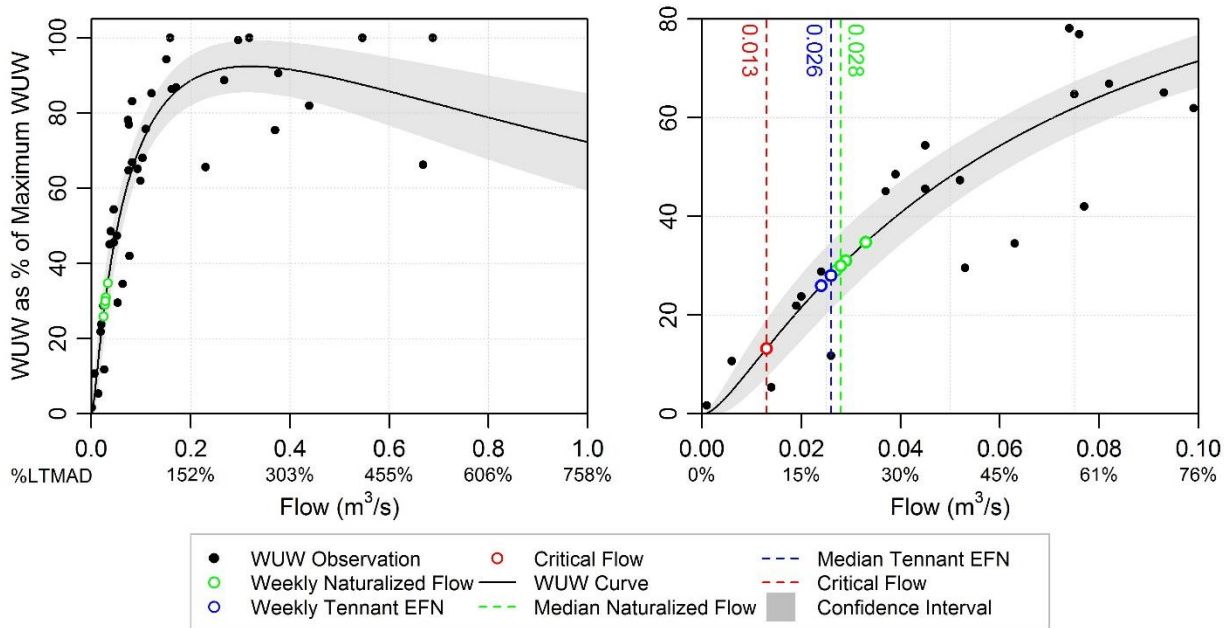 WUW as % of Maximum WUW
0 20 40 60 80 100
0.0 0.2 0.4 0.6 0.8 1.0
%LTMAD 152% 303% 455% 606% 758%
Flow (m³/s)
0.013
0.026
0.028
0 20 40 60 80
0.00 0.02 0.04 0.06 0.08 0.10
0% 15% 30% 45% 61% 76%
Flow (m³/s)
WUW Observation
Weekly Naturalized Flow
Weekly Tennant EFN
Critical Flow
WUW Curve
Median Naturalized Flow
Median Tennant EFN
Critical Flow
Confidence Interval